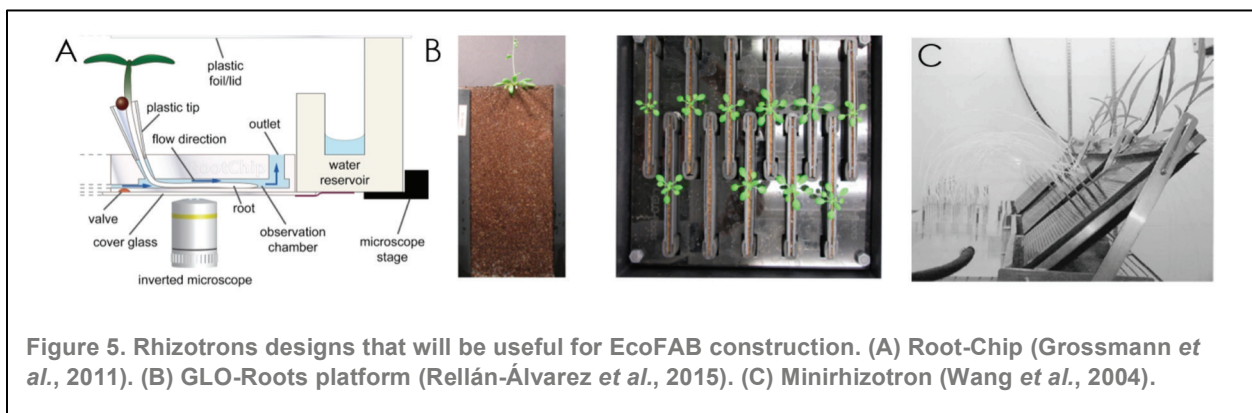 A
plastic
foil/lid
plastic tip
flow direction
outlet
RootChip
water
reservoir
valve
cover glass
root
observation
chamber
microscope
stage
inverted microscope
B
C
Figure 5. Rhizotrons designs that will be useful for EcoFAB construction. (A) Root-Chip (Grossmann et
al., 2011). (B) GLO-Roots platform (Rellán-Álvarez et al., 2015). (C) Minirhizotron (Wang et al., 2004).